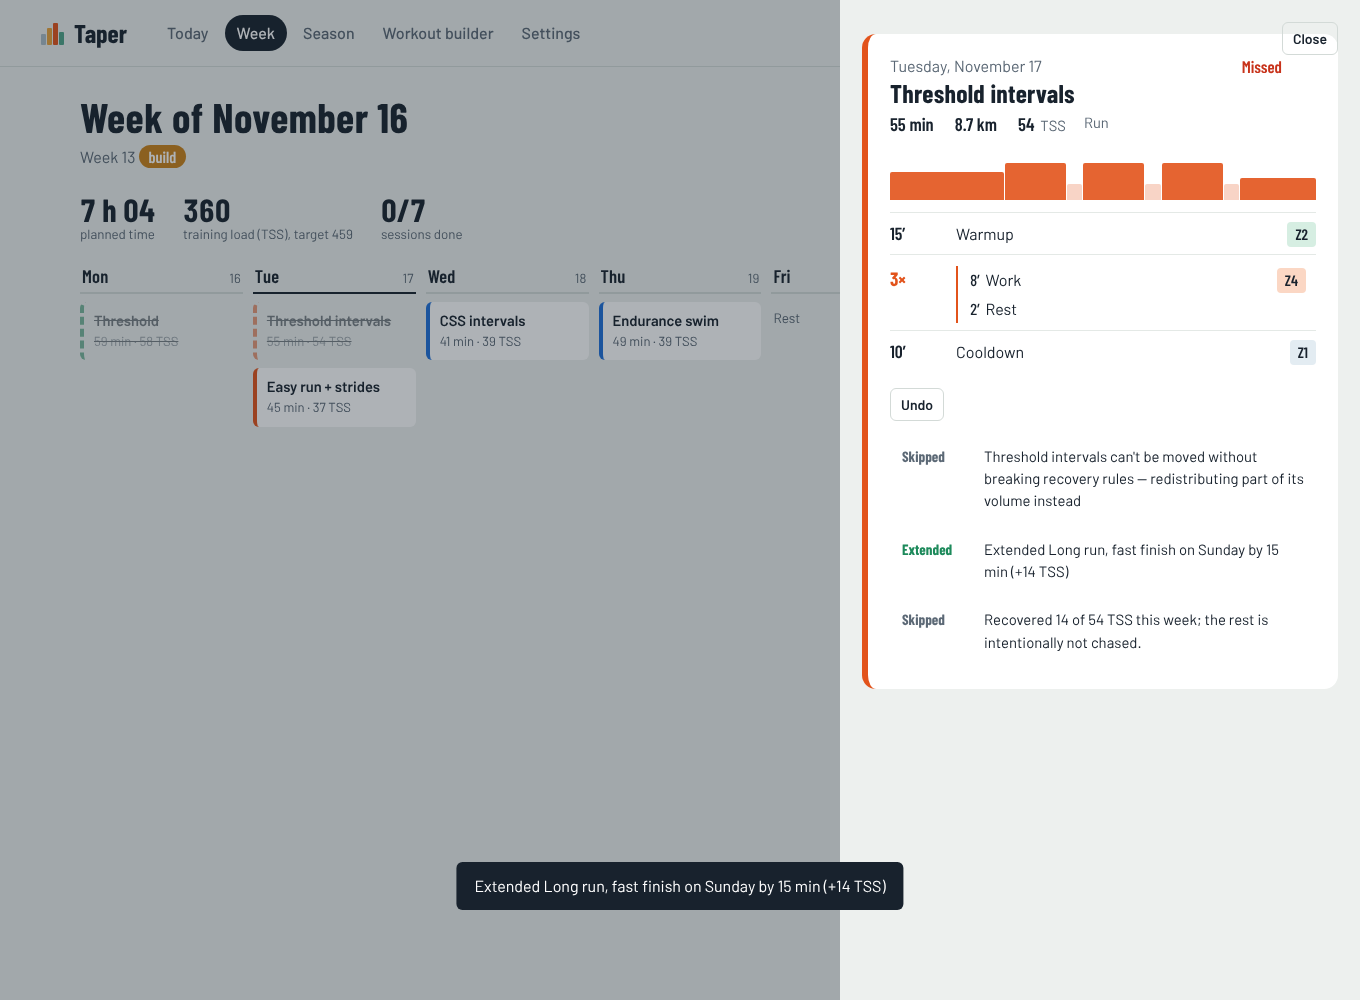 Taper
Today
Week
Season
Workout builder
Settings
Week of November 16
Week 13 build
7 h 04
planned time
360
training load (TSS), target 459
0/7
sessions done
Mon 16
Tue 17
Wed 18
Thu 19
Fri
Threshold
59 min · 58 TSS
Threshold intervals
55 min · 54 TSS
Easy run + strides
45 min · 37 TSS
CSS intervals
41 min · 39 TSS
Endurance swim
49 min · 39 TSS
Rest
Close
Tuesday, November 17
Missed
Threshold intervals
55 min 8.7 km 54 TSS Run
15′ Warmup Z2
3×
8′ Work Z4
2′ Rest
10′ Cooldown Z1
Undo
Skipped
Threshold intervals can't be moved without
breaking recovery rules — redistributing part of its
volume instead
Extended
Extended Long run, fast finish on Sunday by 15
min (+14 TSS)
Skipped
Recovered 14 of 54 TSS this week; the rest is
intentionally not chased.
Extended Long run, fast finish on Sunday by 15 min (+14 TSS)